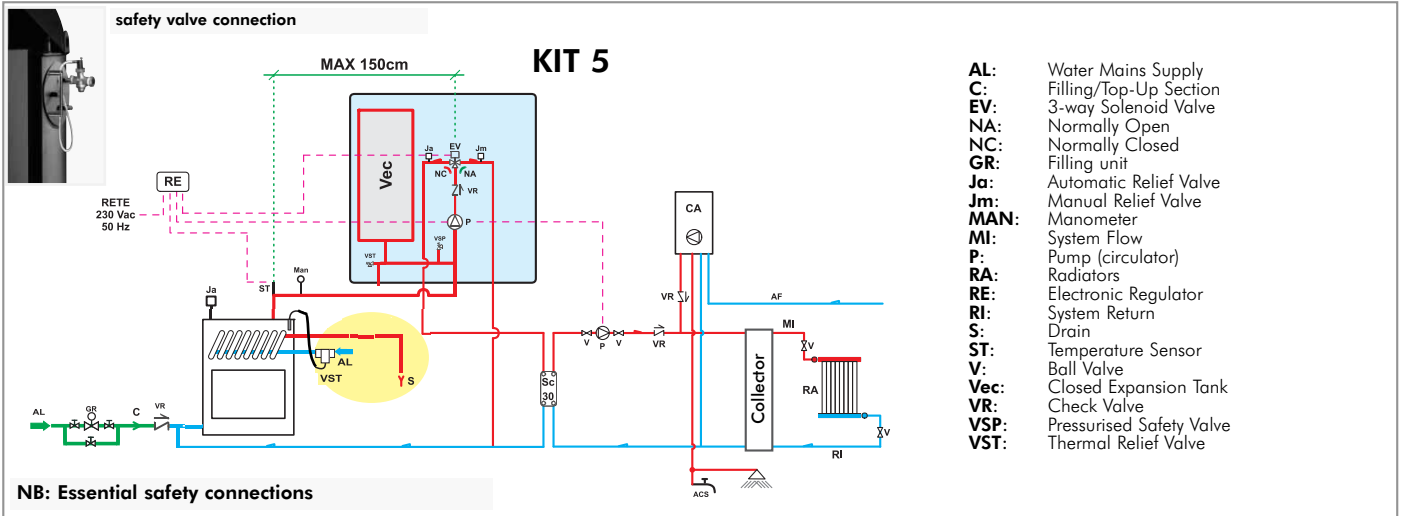 safety valve connection
KIT 5
MAX 150cm
Vec
Ja
EV
Jm
NC
NA
VR
P
VSP
VST
RE
RETE
230 Vac
50 Hz
ST
Man
Ja
AL
VST
S
AL
GR
C
VR
Sc
30
V
P
V
VR
VR
CA
AF
MI
V
RA
Collector
V
RI
ACS
NB: Essential safety connections
AL: Water Mains Supply
C: Filling/Top-Up Section
EV: 3-way Solenoid Valve
NA: Normally Open
NC: Normally Closed
GR: Filling unit
Ja: Automatic Relief Valve
Jm: Manual Relief Valve
MAN: Manometer
MI: System Flow
P: Pump (circulator)
RA: Radiators
RE: Electronic Regulator
RI: System Return
S: Drain
ST: Temperature Sensor
V: Ball Valve
Vec: Closed Expansion Tank
VR: Check Valve
VSP: Pressurised Safety Valve
VST: Thermal Relief Valve